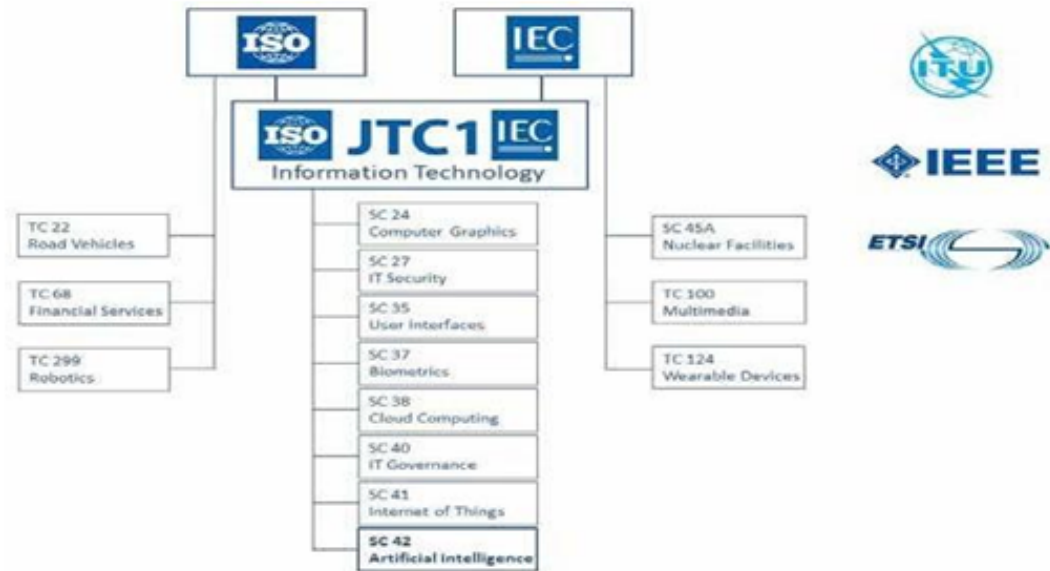 ISO
IEC
ITU
ISO JTC1 IEC
Information Technology
IEEE
TC 22
Road Vehicles
TC 68
Financial Services
TC 299
Robotics
SC 24
Computer Graphics
SC 27
IT Security
SC 35
User Interfaces
SC 37
Biometrics
SC 38
Cloud Computing
SC 40
IT Governance
SC 41
Internet of Things
SC 42
Artificial Intelligence
SC 45A
Nuclear Facilities
TC 100
Multimedia
TC 124
Wearable Devices
ETSI